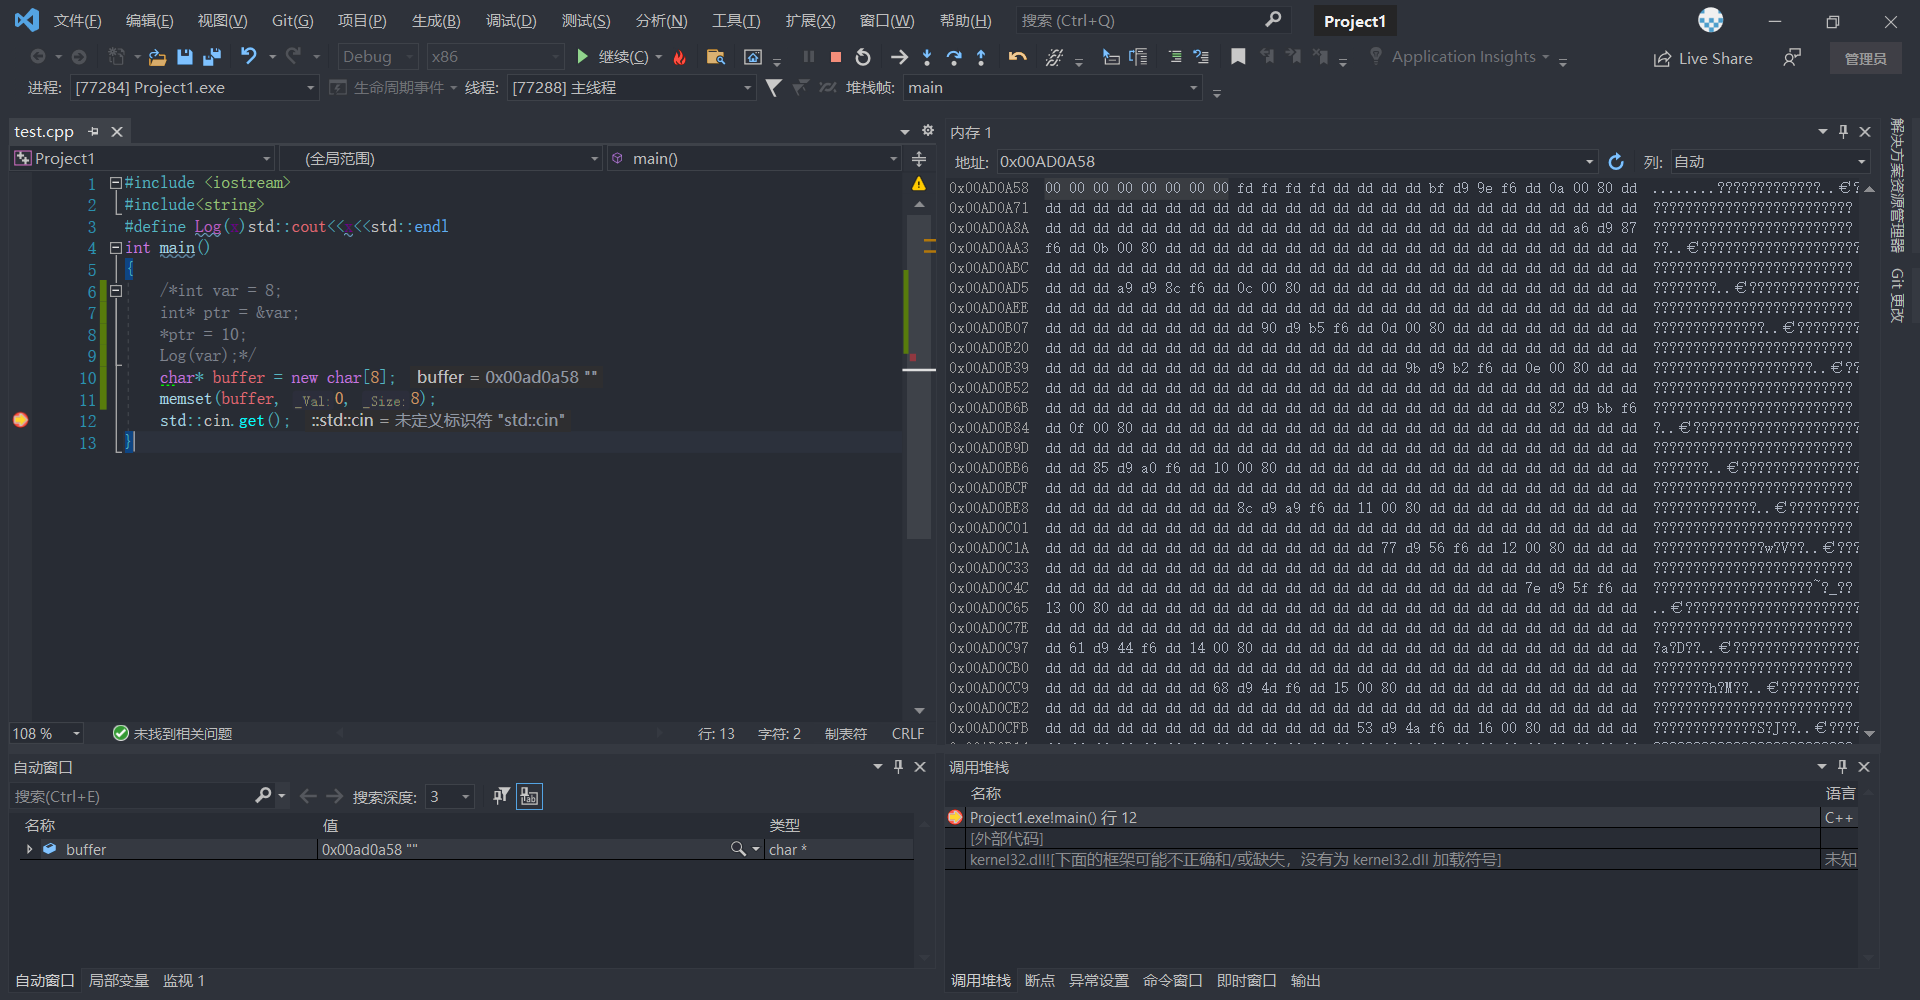 文件(F) 编辑(E) 视图(V) Git(G) 项目(P) 生成(B) 调试(D) 测试(S) 分析(N) 工具(T) 扩展(X) 窗口(W) 帮助(H) 搜索 (Ctrl+Q) Project1
Debug x86 继续(C) Application Insights Live Share 管理员
进程: [77284] Project1.exe 生命周期事件 线程: [77288] 主线程 堆栈帧: main
test.cpp
Project1 (全局范围) main()
1 #include <iostream>
2 #include<string>
3 #define Log(x)std::cout<<x<<std::endl
4 int main()
5 {
6 /*int var = 8;
7 int* ptr = &var;
8 *ptr = 10;
9 Log(var);*/
10 char* buffer = new char[8]; buffer = 0x00ad0a58 ""
11 memset(buffer, _Val:0, _Size:8);
12 std::cin.get(); ::std::cin = 未定义标识符 "std::cin"
13 }
108 % 未找到相关问题 行: 13 字符: 2 制表符 CRLF
内存 1
地址: 0x00AD0A58 列: 自动
0x00AD0A58 00 00 00 00 00 00 00 00 fd fd fd fd dd dd dd dd bf d9 9e f6 dd 0a 00 80 dd
0x00AD0A71 dd dd dd dd dd dd dd dd dd dd dd dd dd dd dd dd dd dd dd dd dd dd dd dd dd
0x00AD0A8A dd dd dd dd dd dd dd dd dd dd dd dd dd dd dd dd dd dd dd dd dd dd a6 d9 87
0x00AD0AA3 f6 dd 0b 00 80 dd dd dd dd dd dd dd dd dd dd dd dd dd dd dd dd dd dd dd dd
0x00AD0ABC dd dd dd dd dd dd dd dd dd dd dd dd dd dd dd dd dd dd dd dd dd dd dd dd dd
0x00AD0AD5 dd dd dd a9 d9 8c f6 dd 0c 00 80 dd dd dd dd dd dd dd dd dd dd dd dd dd dd
0x00AD0AEE dd dd dd dd dd dd dd dd dd dd dd dd dd dd dd dd dd dd dd dd dd dd dd dd dd
0x00AD0B07 dd dd dd dd dd dd dd dd dd 90 d9 b5 f6 dd 0d 00 80 dd dd dd dd dd dd dd dd
0x00AD0B20 dd dd dd dd dd dd dd dd dd dd dd dd dd dd dd dd dd dd dd dd dd dd dd dd dd
0x00AD0B39 dd dd dd dd dd dd dd dd dd dd dd dd dd dd dd 9b d9 b2 f6 dd 0e 00 80 dd dd
0x00AD0B52 dd dd dd dd dd dd dd dd dd dd dd dd dd dd dd dd dd dd dd dd dd dd dd dd dd
0x00AD0B6B dd dd dd dd dd dd dd dd dd dd dd dd dd dd dd dd dd dd dd dd dd 82 d9 bb f6
0x00AD0B84 dd 0f 00 80 dd dd dd dd dd dd dd dd dd dd dd dd dd dd dd dd dd dd dd dd dd
0x00AD0B9D dd dd dd dd dd dd dd dd dd dd dd dd dd dd dd dd dd dd dd dd dd dd dd dd dd
0x00AD0BB6 dd dd 85 d9 a0 f6 dd 10 00 80 dd dd dd dd dd dd dd dd dd dd dd dd dd dd dd
0x00AD0BCF dd dd dd dd dd dd dd dd dd dd dd dd dd dd dd dd dd dd dd dd dd dd dd dd dd
0x00AD0BE8 dd dd dd dd dd dd dd dd 8c d9 a9 f6 dd 11 00 80 dd dd dd dd dd dd dd dd dd
0x00AD0C01 dd dd dd dd dd dd dd dd dd dd dd dd dd dd dd dd dd dd dd dd dd dd dd dd dd
0x00AD0C1A dd dd dd dd dd dd dd dd dd dd dd dd dd dd 77 d9 56 f6 dd 12 00 80 dd dd dd
0x00AD0C33 dd dd dd dd dd dd dd dd dd dd dd dd dd dd dd dd dd dd dd dd dd dd dd dd dd
0x00AD0C4C dd dd dd dd dd dd dd dd dd dd dd dd dd dd dd dd dd dd dd dd 7e d9 5f f6 dd
0x00AD0C65 13 00 80 dd dd dd dd dd dd dd dd dd dd dd dd dd dd dd dd dd dd dd dd dd dd
0x00AD0C7E dd dd dd dd dd dd dd dd dd dd dd dd dd dd dd dd dd dd dd dd dd dd dd dd dd
0x00AD0C97 dd 61 d9 44 f6 dd 14 00 80 dd dd dd dd dd dd dd dd dd dd dd dd dd dd dd dd
0x00AD0CB0 dd dd dd dd dd dd dd dd dd dd dd dd dd dd dd dd dd dd dd dd dd dd dd dd dd
0x00AD0CC9 dd dd dd dd dd dd dd 68 d9 4d f6 dd 15 00 80 dd dd dd dd dd dd dd dd dd dd
0x00AD0CE2 dd dd dd dd dd dd dd dd dd dd dd dd dd dd dd dd dd dd dd dd dd dd dd dd dd
0x00AD0CFB dd dd dd dd dd dd dd dd dd dd dd dd dd 53 d9 4a f6 dd 16 00 80 dd dd dd dd
解决方案资源管理器
Git 更改
自动窗口
搜索(Ctrl+E) 搜索深度: 3
名称 值 类型
buffer 0x00ad0a58 "" char *
自动窗口 局部变量 监视 1
调用堆栈
名称 语言
Project1.exe!main() 行 12 C++
[外部代码]
kernel32.dll![下面的框架可能不正确和/或缺失，没有为 kernel32.dll 加载符号] 未知
调用堆栈 断点 异常设置 命令窗口 即时窗口 输出